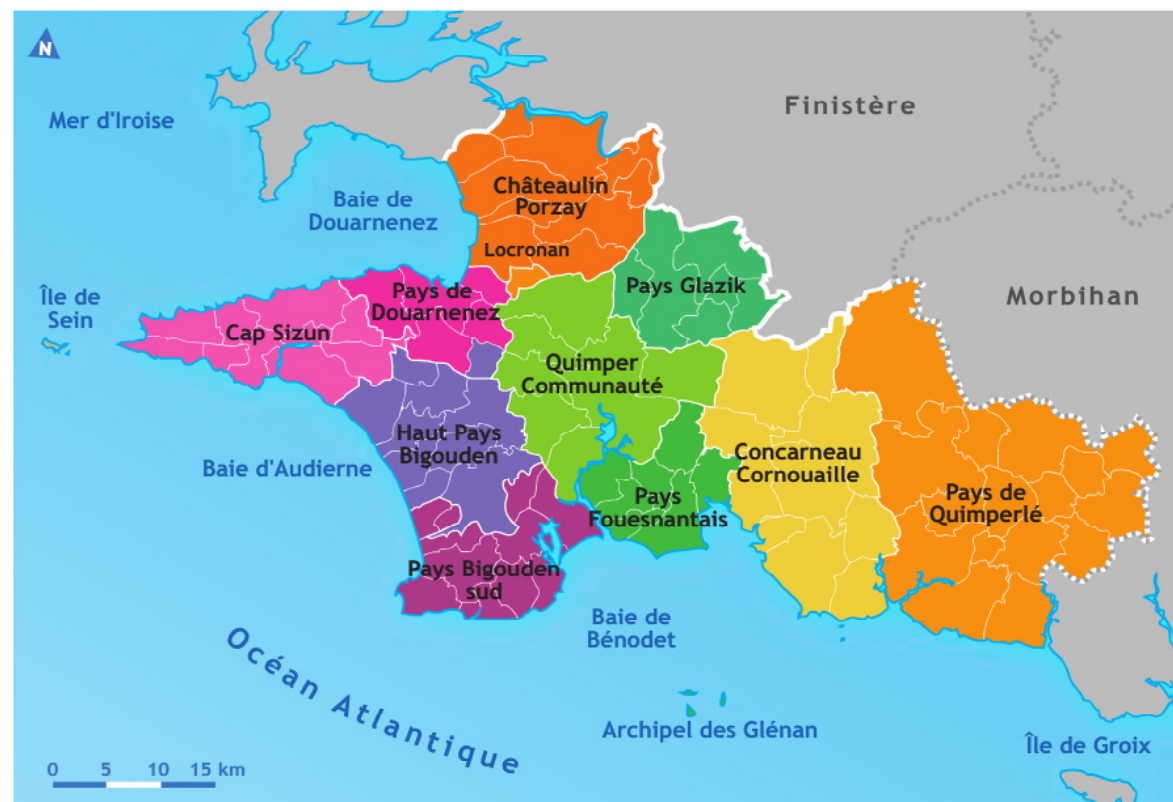 N
Finistère
Mer d'Iroise
Châteaulin
Porzay
Baie de
Douarnenez
Locronan
Pays Glazik
Morbihan
Île de
Sein
Pays de
Douarnenez
Cap Sizun
Quimper
Communauté
Haut Pays
Bigouden
Baie d'Audierne
Concarneau
Cornouaille
Pays
Fouesnantais
Pays de
Quimperlé
Pays Bigouden
sud
Baie de
Bénodet
Océan Atlantique
Archipel des Glénan
Île de Groix
0 5 10 15 km